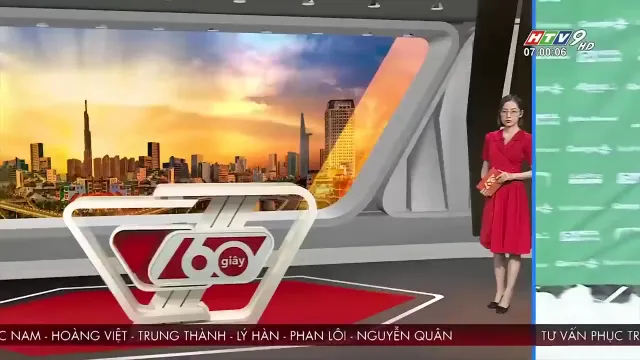 HTV9 HD
07:00:06
60 giây
C NAM - HOÀNG VIỆT - TRUNG THÀNH - LÝ HÀN - PHAN LÔI - NGUYỄN QUÂN
TƯ VẤN PHỤC TR